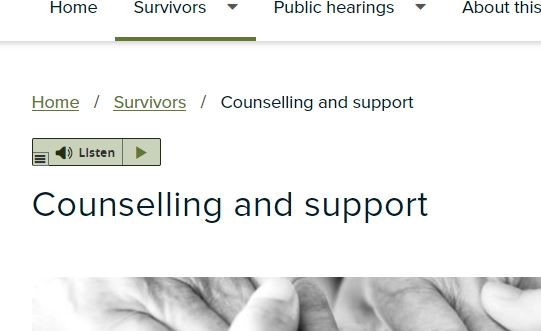 Home Survivors Public hearings About this
Home / Survivors / Counselling and support
Listen
Counselling and support